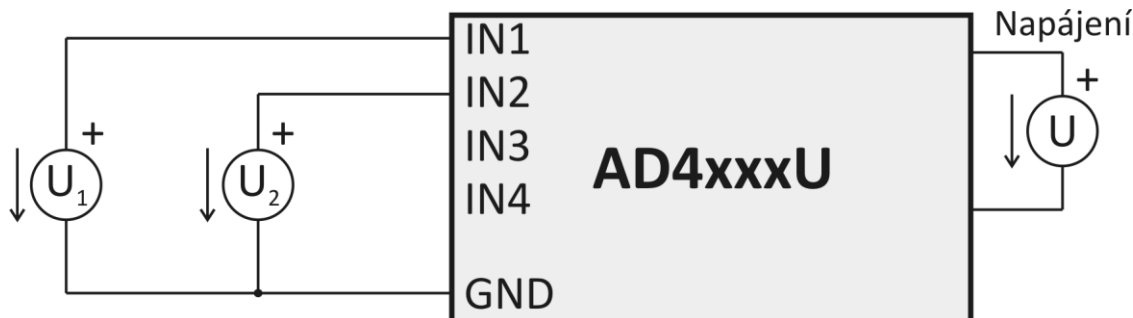 Napájení
IN1
IN2
IN3
IN4
GND
AD4xxxU
+
U₁
+
U₂
+
U